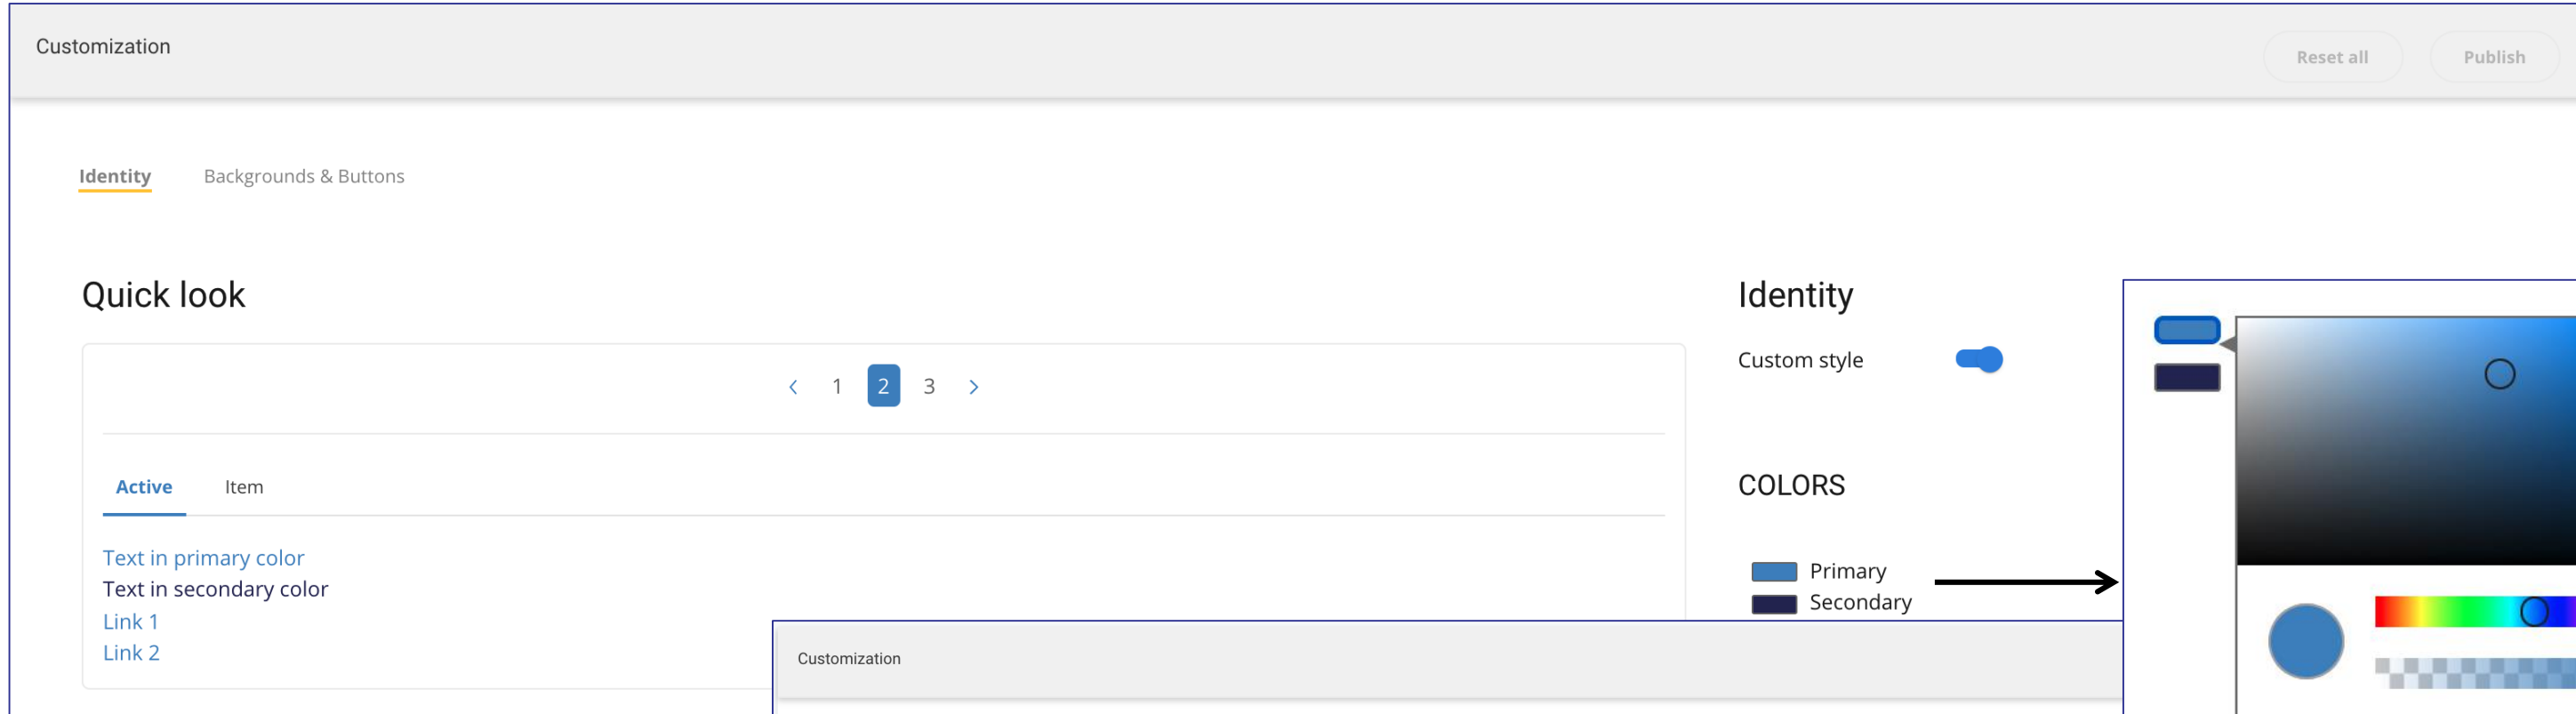 Customization
Reset all Publish
Identity Backgrounds & Buttons
Quick look
1 2 3
Active Item
Text in primary color
Text in secondary color
Link 1
Link 2
Identity
Custom style
COLORS
Primary
Secondary
Customization